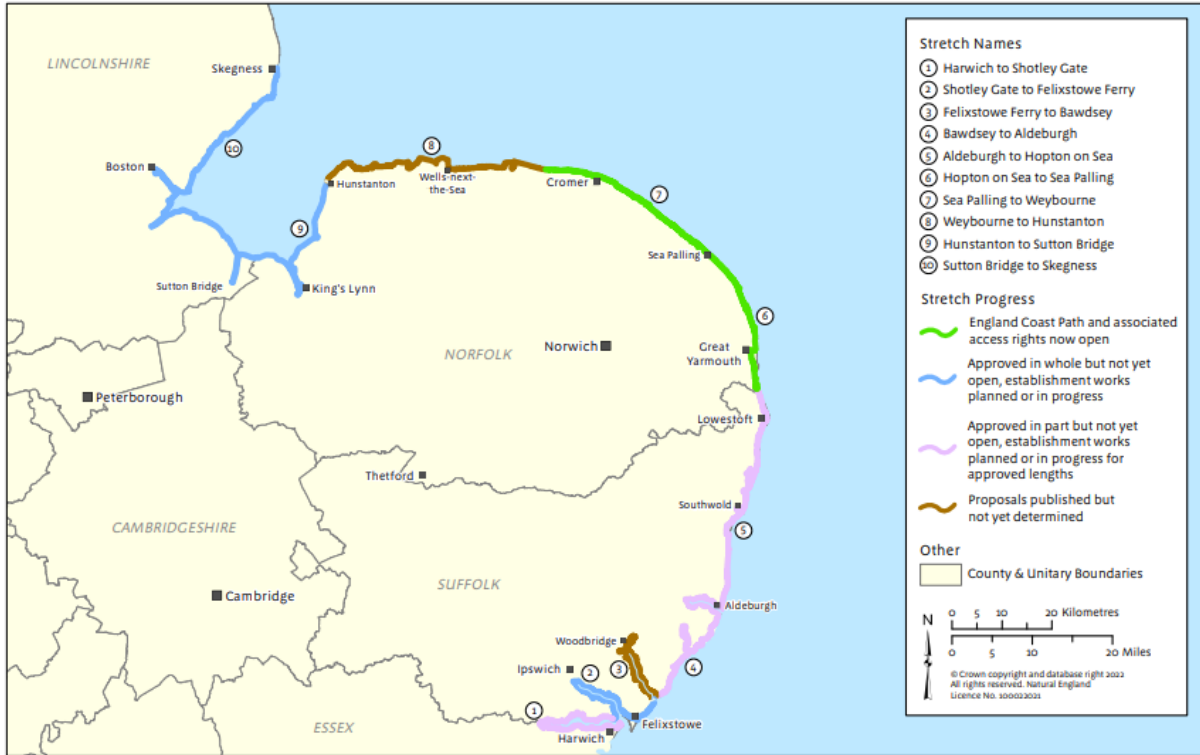 LINCOLNSHIRE
Skegness
10
Boston
8
Hunstanton
Wells-next-
the-Sea
Cromer
7
9
Sea Palling
Sutton Bridge
King's Lynn
6
NORFOLK
Norwich
Great
Yarmouth
Peterborough
Lowestoft
Thetford
Southwold
CAMBRIDGESHIRE
5
SUFFOLK
Cambridge
Aldeburgh
Woodbridge
Ipswich
2
3
4
1
Felixstowe
ESSEX
Harwich
Stretch Names
1 Harwich to Shotley Gate
2 Shotley Gate to Felixstowe Ferry
3 Felixstowe Ferry to Bawdsey
4 Bawdsey to Aldeburgh
5 Aldeburgh to Hopton on Sea
6 Hopton on Sea to Sea Palling
7 Sea Palling to Weybourne
8 Weybourne to Hunstanton
9 Hunstanton to Sutton Bridge
10 Sutton Bridge to Skegness
Stretch Progress
England Coast Path and associated
access rights now open
Approved in whole but not yet
open, establishment works
planned or in progress
Approved in part but not yet
open, establishment works
planned or in progress for
approved lengths
Proposals published but
not yet determined
Other
County & Unitary Boundaries
N
0 5 10 20 Kilometres
0 5 10 20 Miles
© Crown copyright and database right 2022
All rights reserved. Natural England
Licence No. 100022021